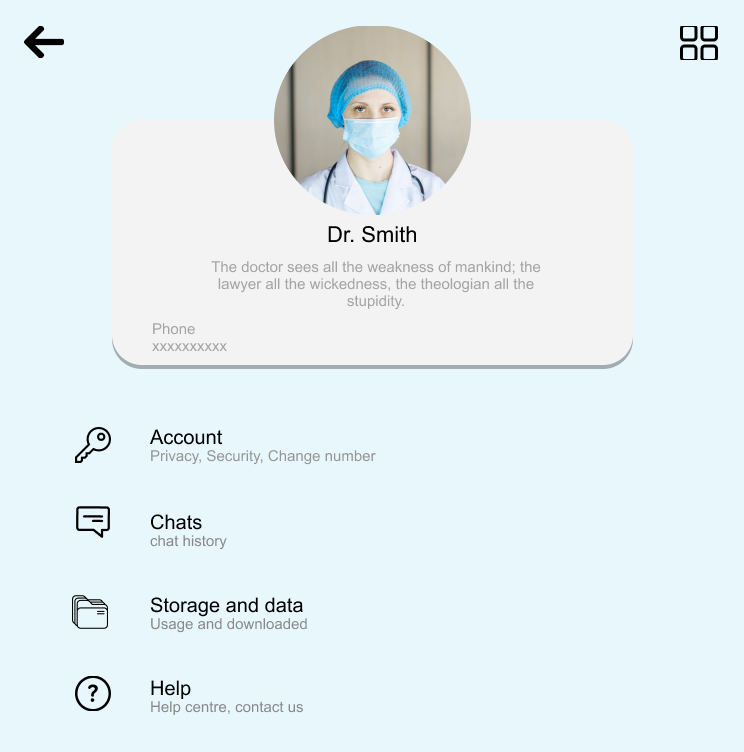 Dr. Smith
The doctor sees all the weakness of mankind; the
lawyer all the wickedness, the theologian all the
stupidity.
Phone
xxxxxxxxxx
Account
Privacy, Security, Change number
Chats
chat history
Storage and data
Usage and downloaded
Help
Help centre, contact us